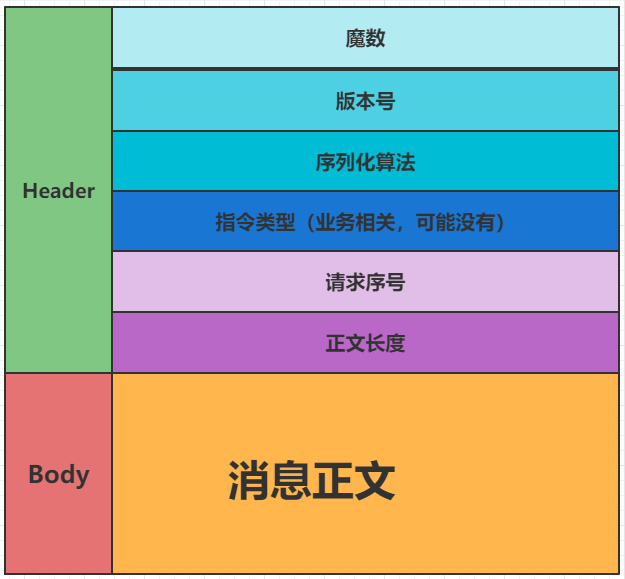 Header
魔数
版本号
序列化算法
指令类型（业务相关，可能没有）
请求序号
正文长度
Body
消息正文